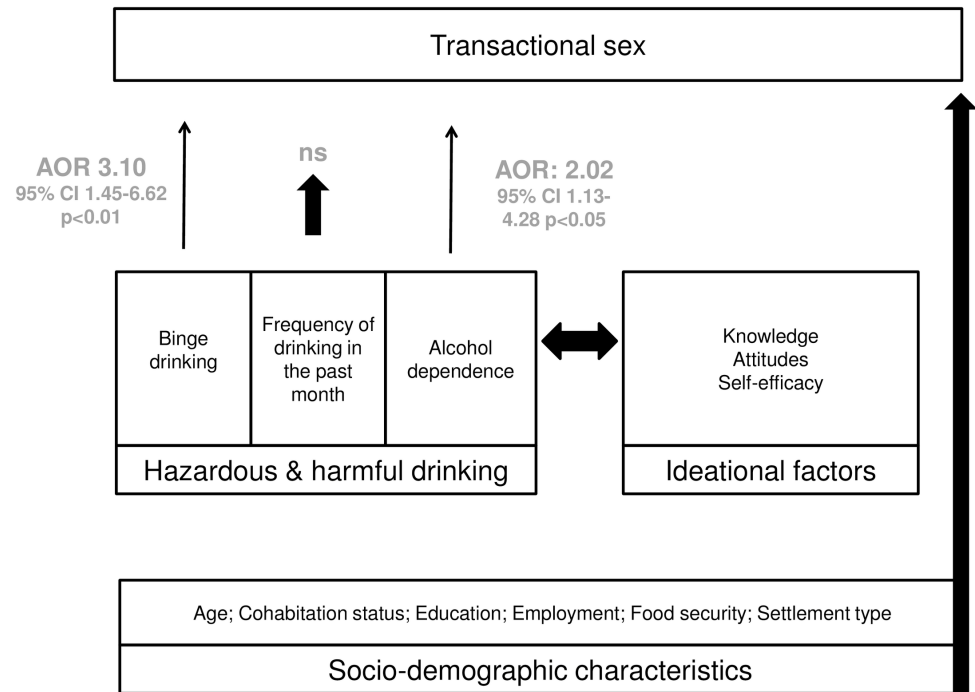 Transactional sex
AOR 3.10
95% CI 1.45-6.62
p<0.01
ns
AOR: 2.02
95% CI 1.13-
4.28 p<0.05
Binge
drinking
Frequency of
drinking in
the past
month
Alcohol
dependence
Knowledge
Attitudes
Self-efficacy
Hazardous & harmful drinking
Ideational factors
Age; Cohabitation status; Education; Employment; Food security; Settlement type
Socio-demographic characteristics